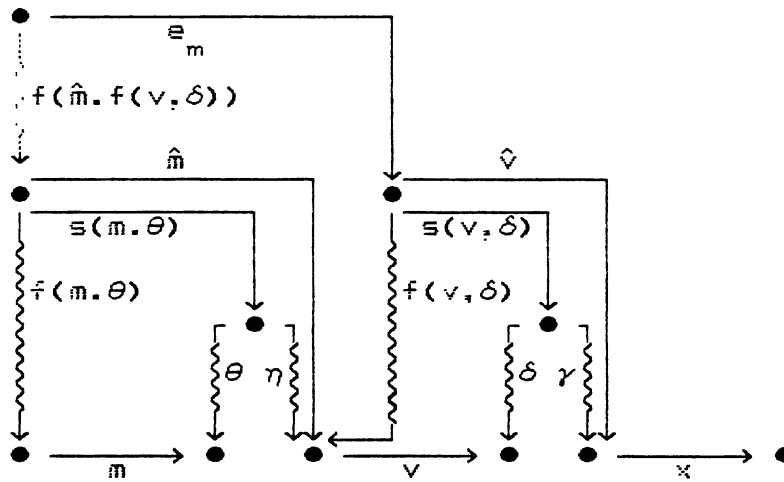 e_m
f(m̂.f(v,δ))
m̂ v̂
s(m.θ) s(v,δ)
f(m.θ) f(v,δ)
θ η δ γ
m v x